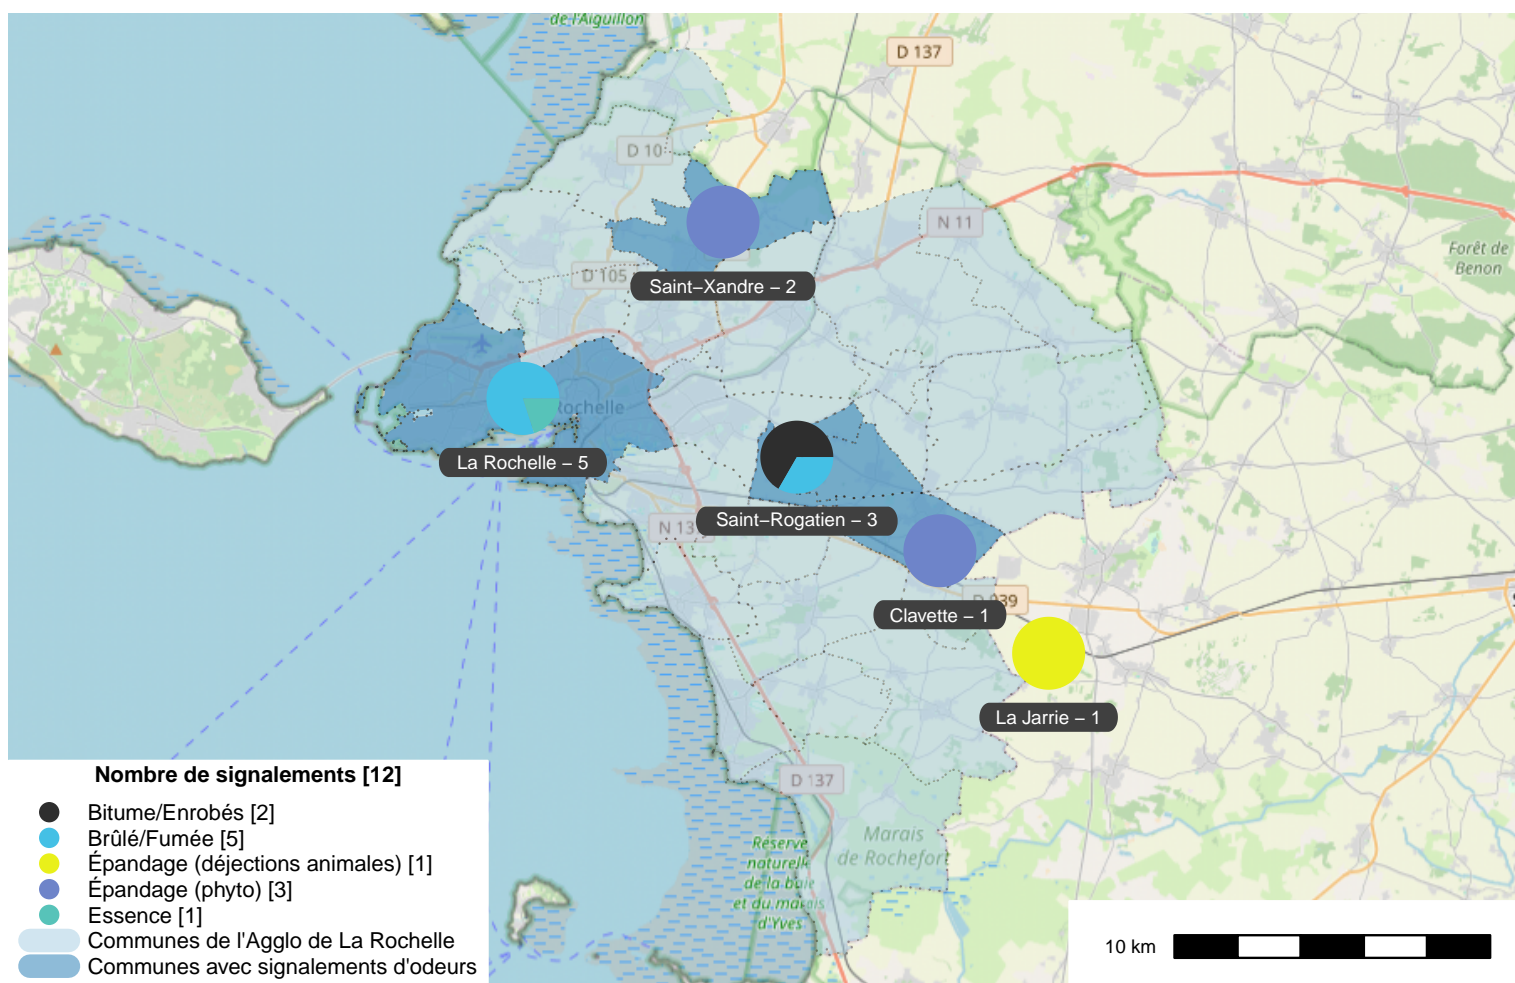 de l'Aiguillon
D 137
D 10
N 11
Forêt de
Benon
D 105
Saint–Xandre – 2
Rochelle
La Rochelle – 5
Saint–Rogatien – 3
N 137
Clavette – 1
D 939
La Jarrie – 1
D 137
Marais
de Rochefort
Réserve
naturelle
de la baie
et du marais
d'Yves
Nombre de signalements [12]
Bitume/Enrobés [2]
Brûlé/Fumée [5]
Épandage (déjections animales) [1]
Épandage (phyto) [3]
Essence [1]
Communes de l'Agglo de La Rochelle
Communes avec signalements d'odeurs
10 km